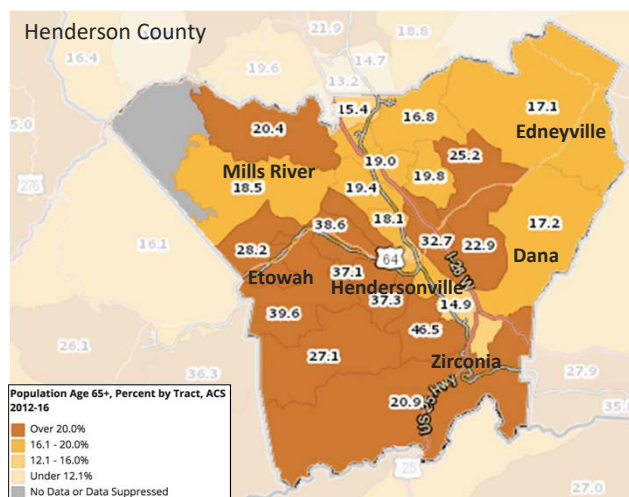 Henderson County
21.9
18.8
16.4
19.6
14.7
13.2
15.4
16.8
17.1
5.0
20.4
Edneyville
25.2
Mills River
19.0
276
18.5
19.4
19.8
18.1
17.2
38.6
16.1
28.2
64
32.7
22.9
Dana
Etowah
37.1
I-26 W
Hendersonville
37.3
14.9
39.6
46.5
26.1
27.1
Zirconia
27.9
36.3
20.9
US 25 Hwy
35.
25
27.0
Population Age 65+, Percent by Tract, ACS
2012-16
Over 20.0%
16.1 - 20.0%
12.1 - 16.0%
Under 12.1%
No Data or Data Suppressed